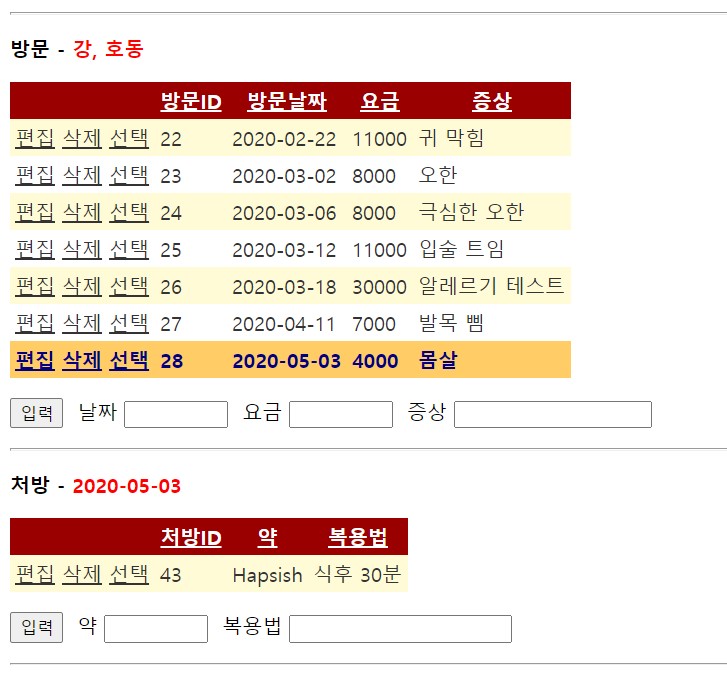 방문 - 강, 호동
방문ID 방문날짜 요금 증상
편집 삭제 선택 22 2020-02-22 11000 귀 막힘
편집 삭제 선택 23 2020-03-02 8000 오한
편집 삭제 선택 24 2020-03-06 8000 극심한 오한
편집 삭제 선택 25 2020-03-12 11000 입술 트임
편집 삭제 선택 26 2020-03-18 30000 알레르기 테스트
편집 삭제 선택 27 2020-04-11 7000 발목 삠
편집 삭제 선택 28 2020-05-03 4000 몸살
입력 날짜 요금 증상
처방 - 2020-05-03
처방ID 약 복용법
편집 삭제 선택 43 Hapsish 식후 30분
입력 약 복용법